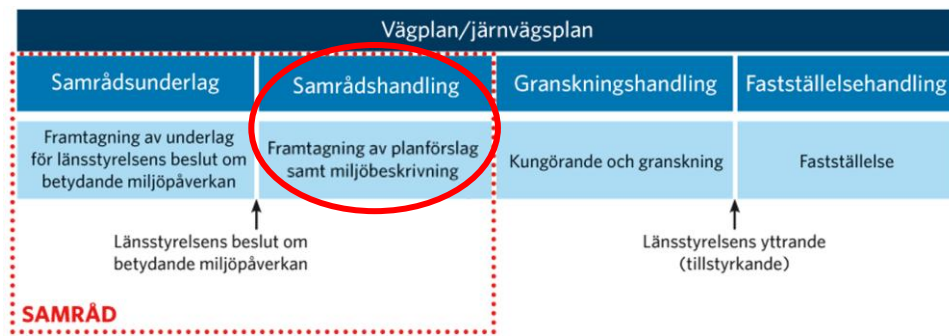 Vägplan/järnvägsplan
Samrådsunderlag
Samrådshandling
Granskningshandling
Fastställelsehandling
Framtagning av underlag
för länsstyrelsens beslut om
betydande miljöpåverkan
Framtagning av planförslag
samt miljöbeskrivning
Kungörande och granskning
Fastställelse
Länsstyrelsens beslut om
betydande miljöpåverkan
Länsstyrelsens yttrande
(tillstyrkande)
SAMRÅD